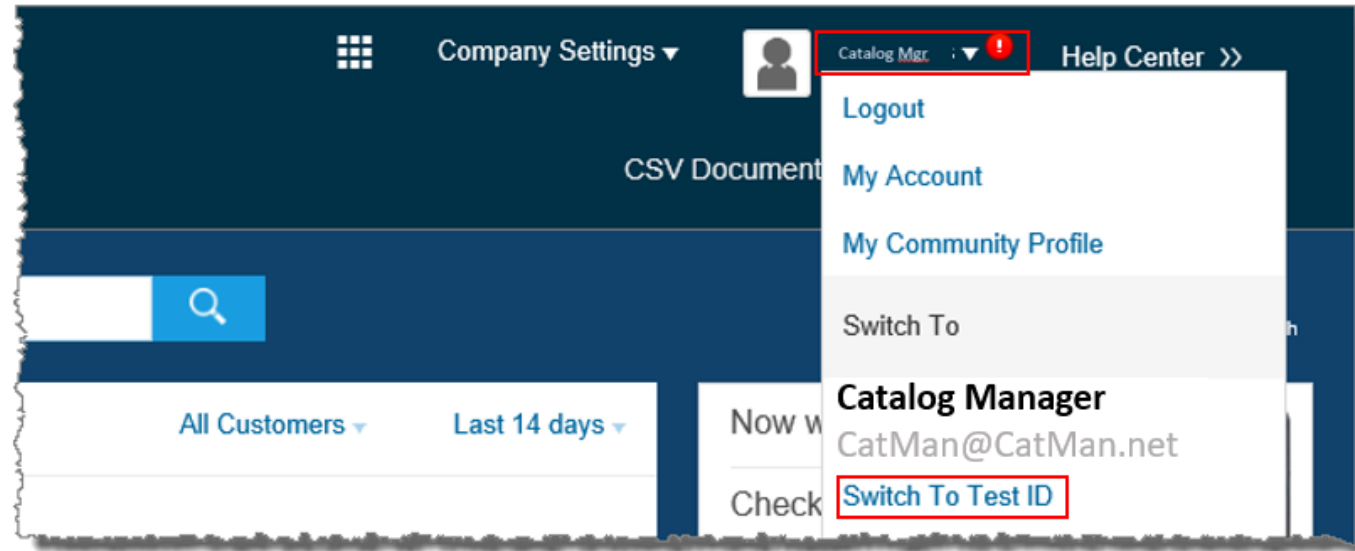 Company Settings
Catalog Mgr.
Help Center >>
Logout
CSV Document
My Account
My Community Profile
Switch To
h
All Customers
Last 14 days
Now w
Catalog Manager
CatMan@CatMan.net
Check
Switch To Test ID